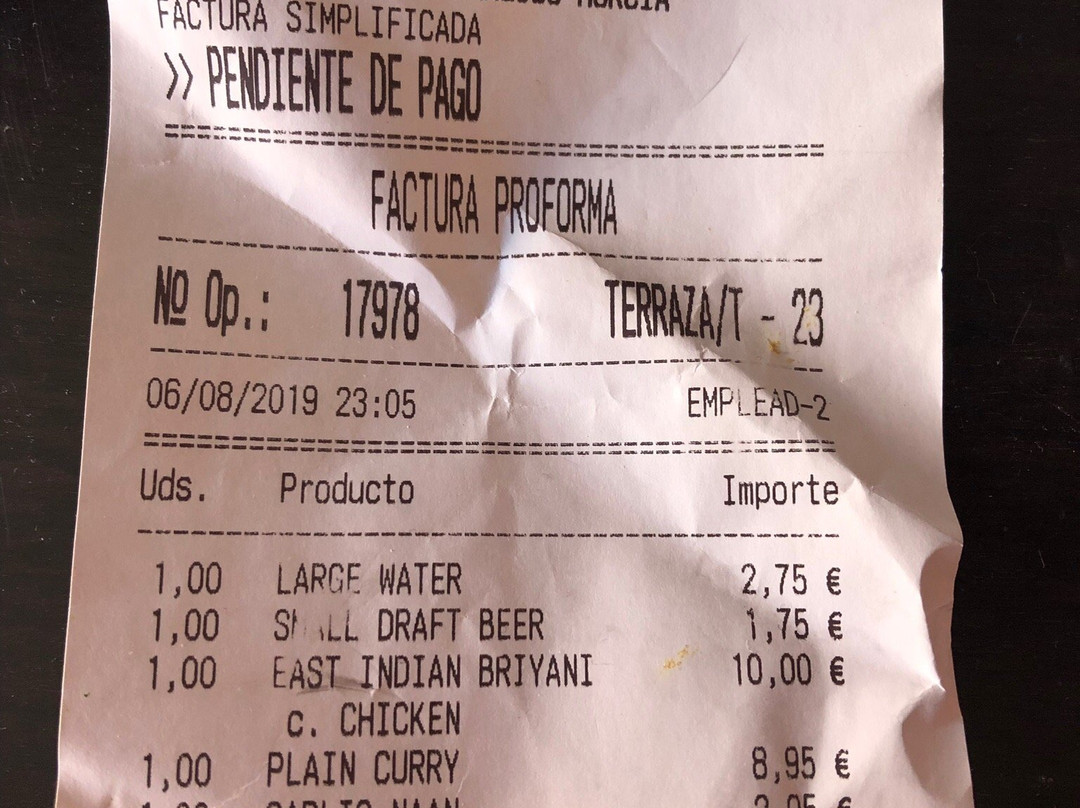 FACTURA SIMPLIFICADA
>> PENDIENTE DE PAGO
FACTURA PROFORMA
Nº Op.: 17978 TERRAZA/T - 23
06/08/2019 23:05 EMPLEAD-2
Uds. Producto Importe
1,00 LARGE WATER 2,75 €
1,00 SMALL DRAFT BEER 1,75 €
1,00 EAST INDIAN BRIYANI 10,00 €
c. CHICKEN
1,00 PLAIN CURRY 8,95 €